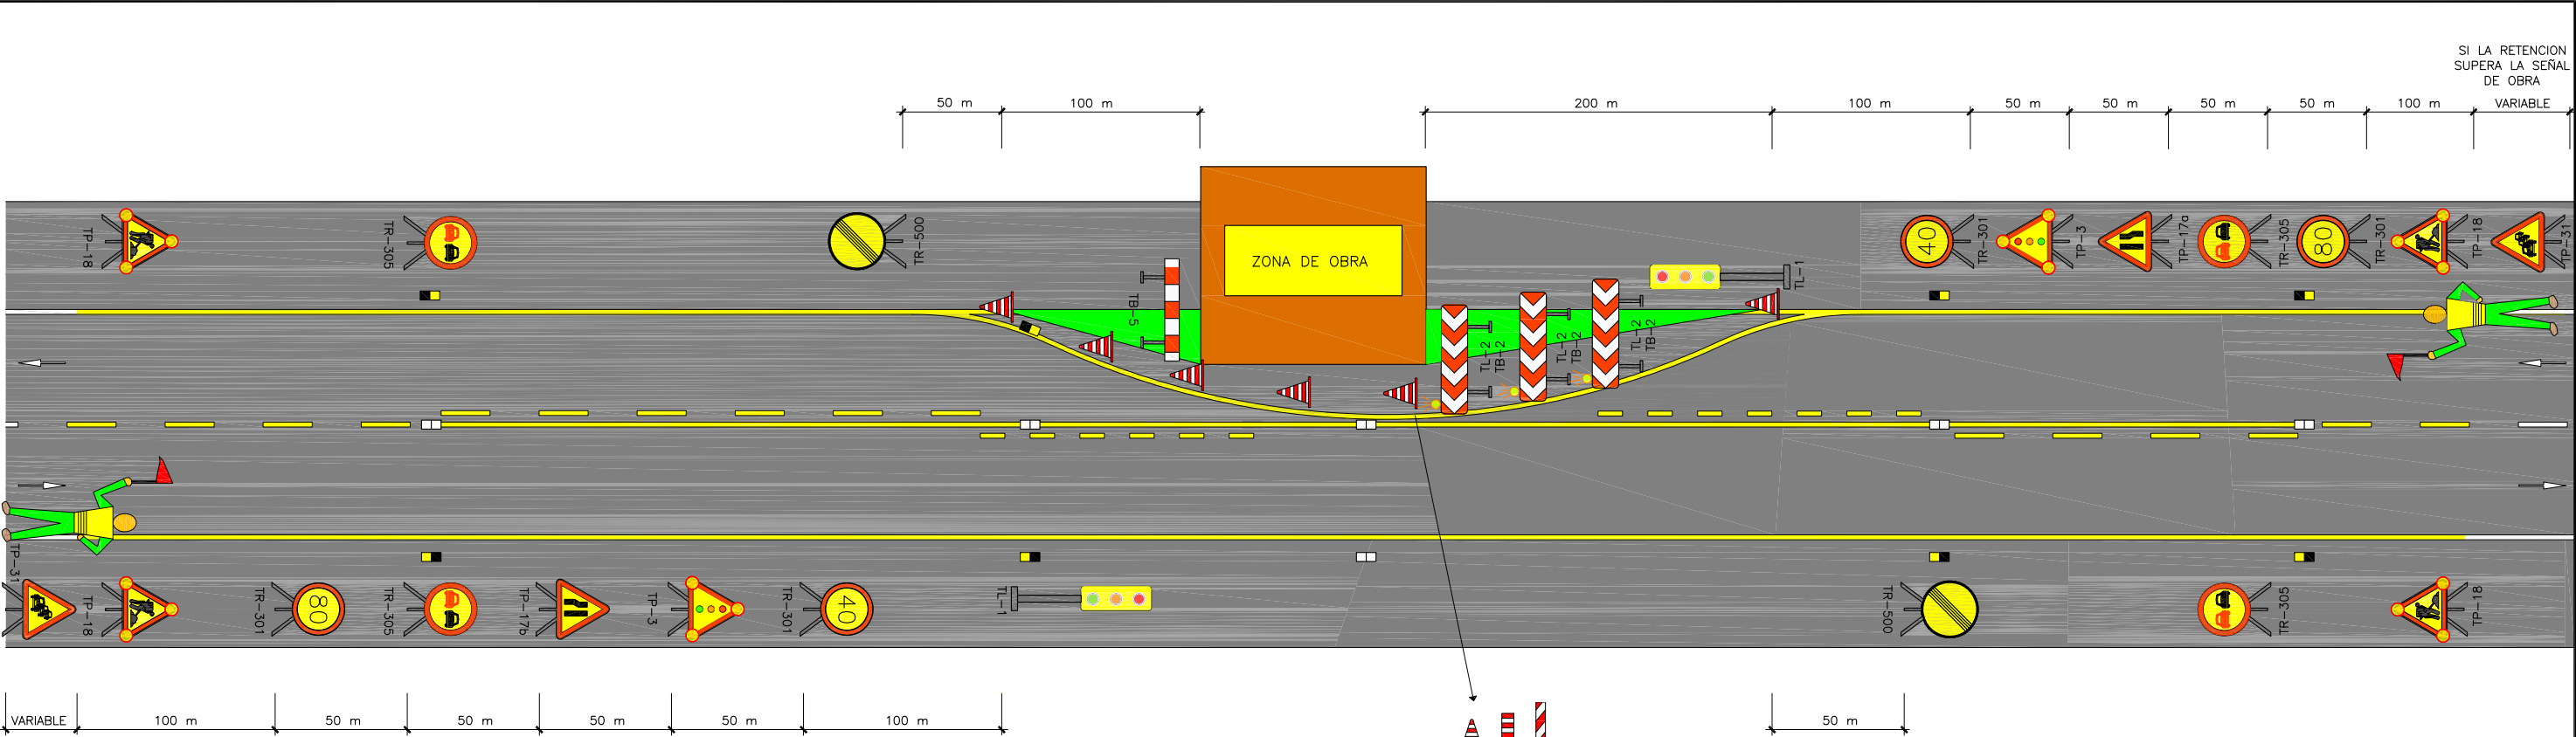 SI LA RETENCION
SUPERA LA SEÑAL
DE OBRA
50 m
100 m
200 m
100 m
50 m
50 m
50 m
50 m
100 m
VARIABLE
TP-18
TR-305
TR-500
TB-5
ZONA DE OBRA
TL-2
TB-2
TL-2
TB-2
TL-2
TB-2
TL-1
40
TR-301
TP-3
TP-17a
TR-305
80
TR-301
TP-18
TP-31
TP-31
TP-18
TR-301
80
TR-305
TP-17b
TP-3
TR-301
40
TL-1
TR-500
TR-305
TP-18
VARIABLE
100 m
50 m
50 m
50 m
50 m
100 m
50 m